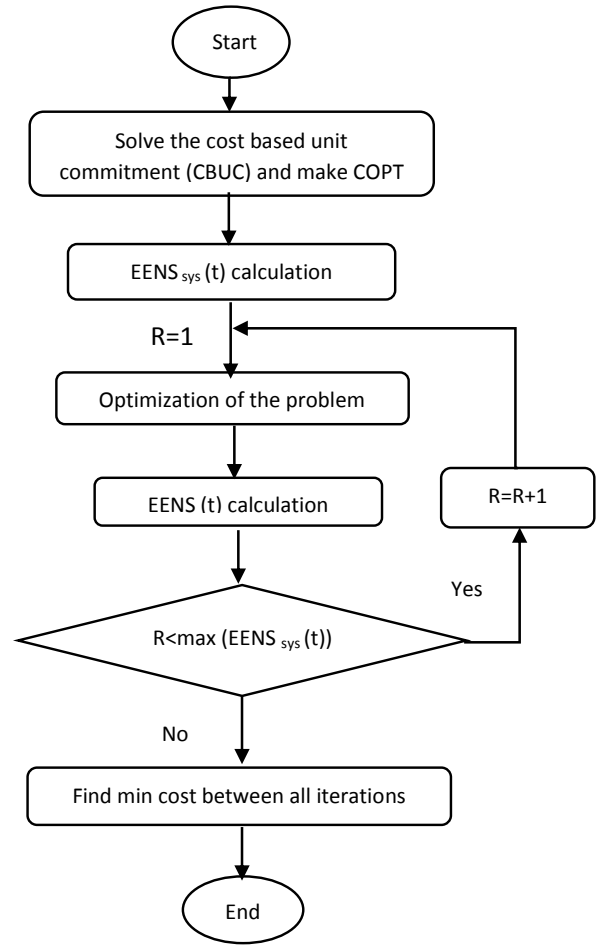 Start
Solve the cost based unit
commitment (CBUC) and make COPT
EENS sys (t) calculation
R=1
Optimization of the problem
EENS (t) calculation
R=R+1
Yes
R<max (EENS sys (t))
No
Find min cost between all iterations
End